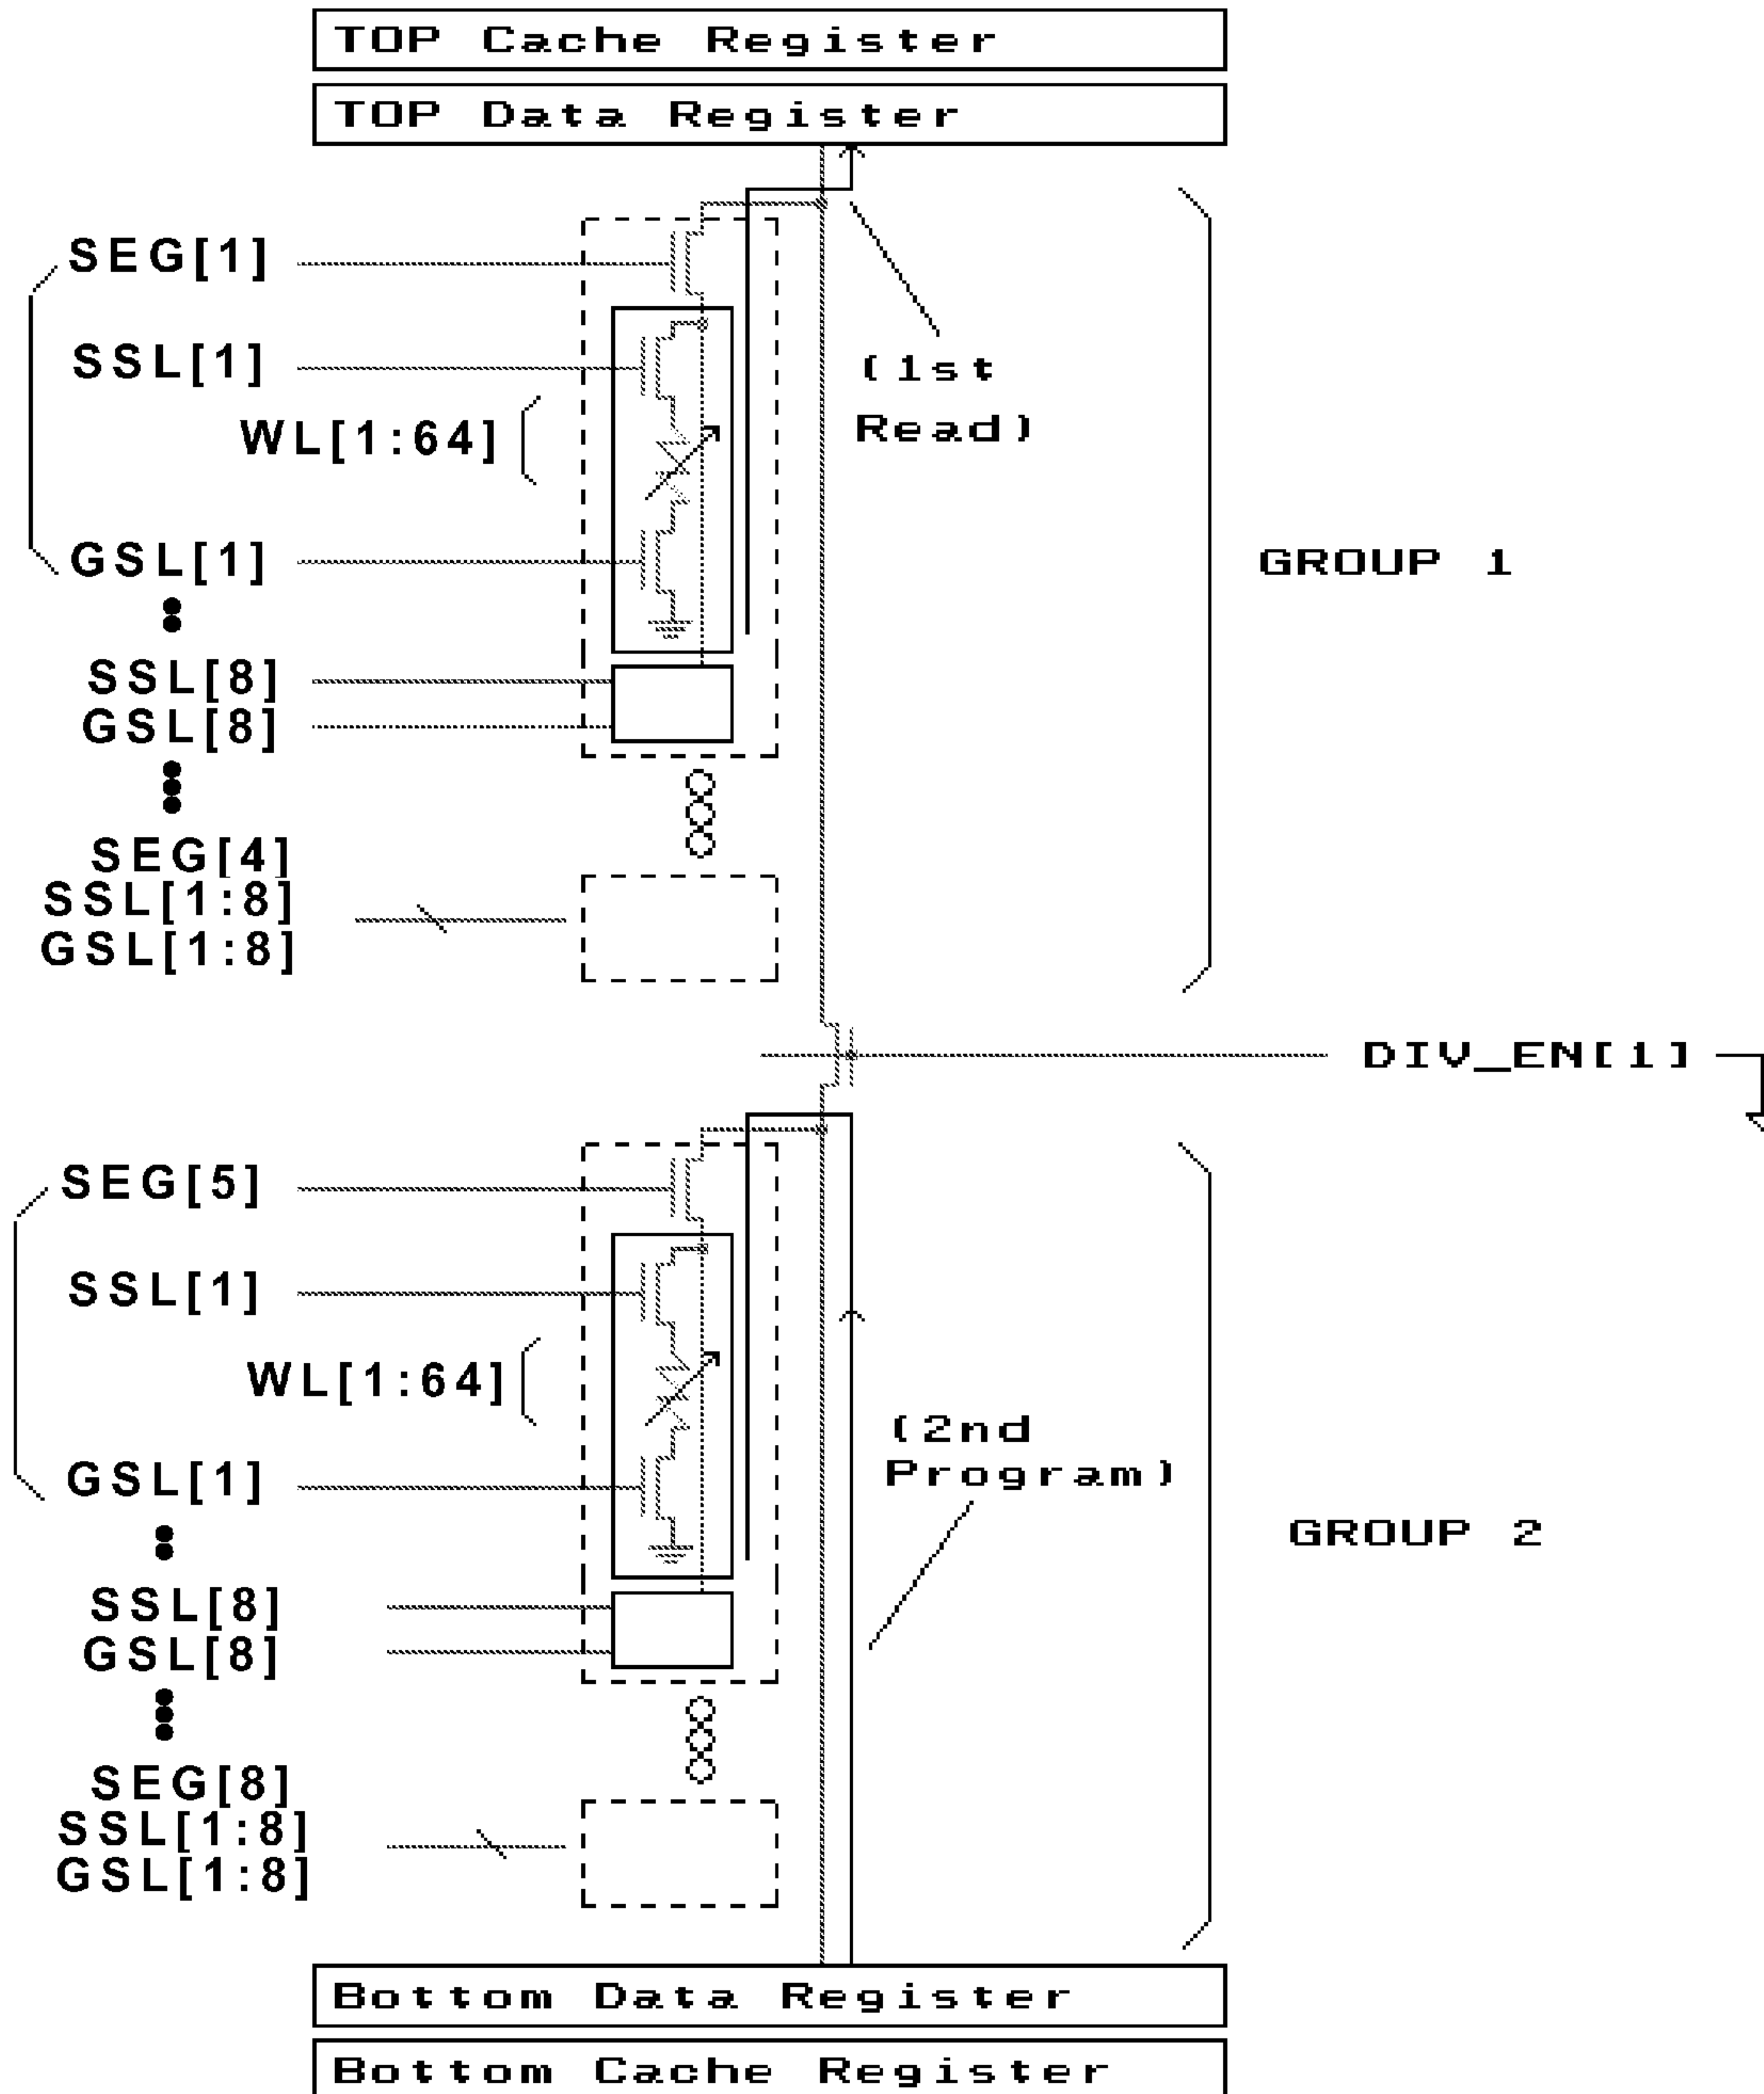 TOP Cache Register
TOP Data Register
SEG[1]
SSL[1]
(1st
Read)
WL[1:64]
GSL[1]
GROUP 1
SSL[8]
GSL[8]
SEG[4]
SSL[1:8]
GSL[1:8]
DIV_EN[1]
SEG[5]
SSL[1]
WL[1:64]
(2nd
Program)
GSL[1]
GROUP 2
SSL[8]
GSL[8]
SEG[8]
SSL[1:8]
GSL[1:8]
Bottom Data Register
Bottom Cache Register